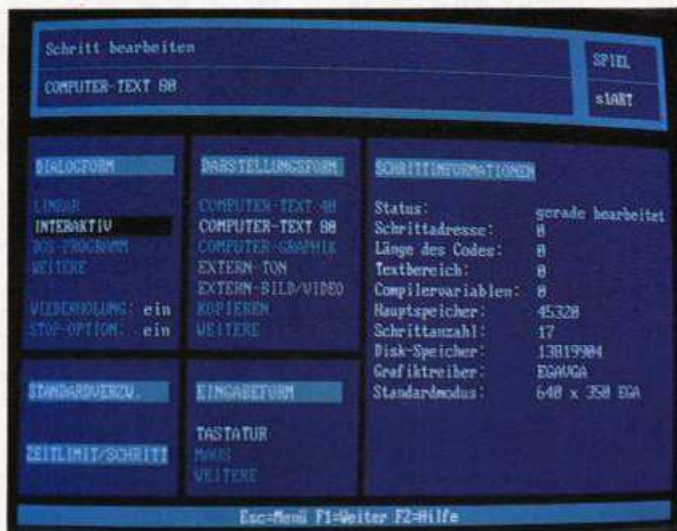 Schritt bearbeiten
SPIEL
COMPUTER-TEXT 80
stART
DIALOGFORM
LINEAR
INTERAKTIV
DOS-PROGRAMM
WEITERE
WIEDERHOLUNG: ein
STOP-OPTION: ein
DARSTELLUNGSFORM
COMPUTER-TEXT 40
COMPUTER-TEXT 80
COMPUTER-GRAPHIK
EXTERN-TON
EXTERN-BILD/VIDEO
KOPIEREN
WEITERE
SCHRITTINFORMATIONEN
Status: gerade bearbeitet
Schrittadresse: 0
Länge des Codes: 0
Textbereich: 0
Compilervariablen: 0
Hauptspeicher: 45320
Schrittanzahl: 17
Disk-Speicher: 13819904
Grafiktreiber: EGAVGA
Standardmodus: 640 x 350 EGA
STANDARDVERZW.
ZEITLIMIT/SCHRITT
EINGABEFORM
TASTATUR
MAUS
WEITERE
Esc=Menü F1=Weiter F2=Hilfe